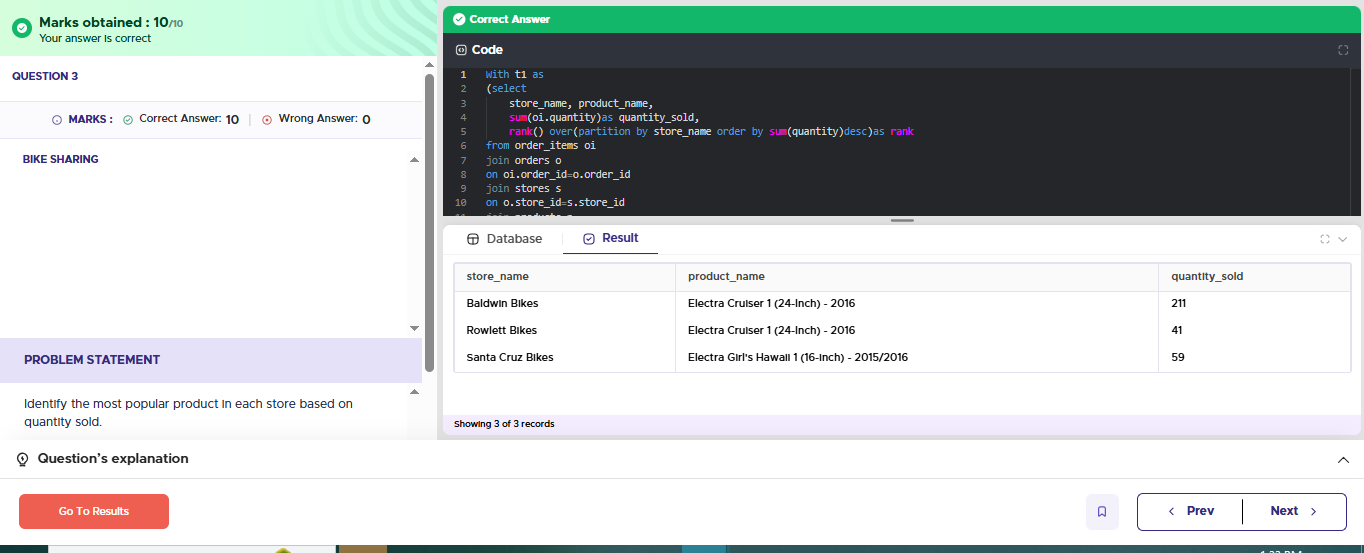 Marks obtained : 10/10
Your answer is correct
QUESTION 3
MARKS : Correct Answer: 10 | Wrong Answer: 0
BIKE SHARING
PROBLEM STATEMENT
Identify the most popular product in each store based on
quantity sold.
Correct Answer
Code
1 With t1 as
2 (select
3 store_name, product_name,
4 sum(oi.quantity)as quantity_sold,
5 rank() over(partition by store_name order by sum(quantity)desc)as rank
6 from order_items oi
7 join orders o
8 on oi.order_id=o.order_id
9 join stores s
10 on o.store_id=s.store_id
Database Result
store_name product_name quantity_sold
Baldwin Bikes Electra Cruiser 1 (24-Inch) - 2016 211
Rowlett Bikes Electra Cruiser 1 (24-Inch) - 2016 41
Santa Cruz Bikes Electra Girl's Hawaii 1 (16-inch) - 2015/2016 59
Showing 3 of 3 records
Question's explanation
Go To Results
Prev Next